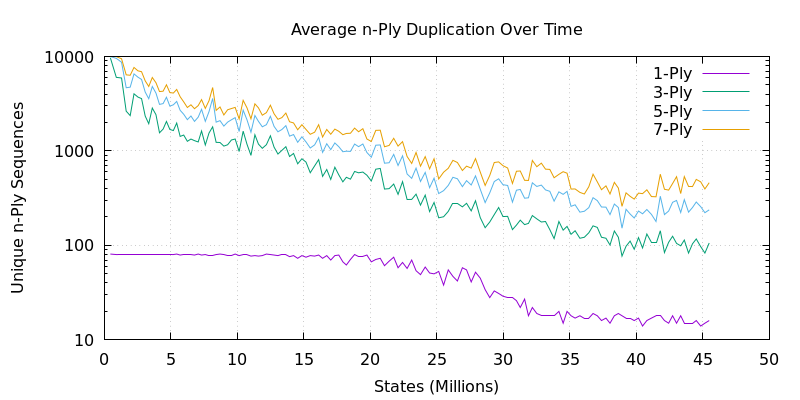 Average n-Ply Duplication Over Time
10000
1000
100
10
Unique n-Ply Sequences
1-Ply
3-Ply
5-Ply
7-Ply
0 5 10 15 20 25 30 35 40 45 50
States (Millions)